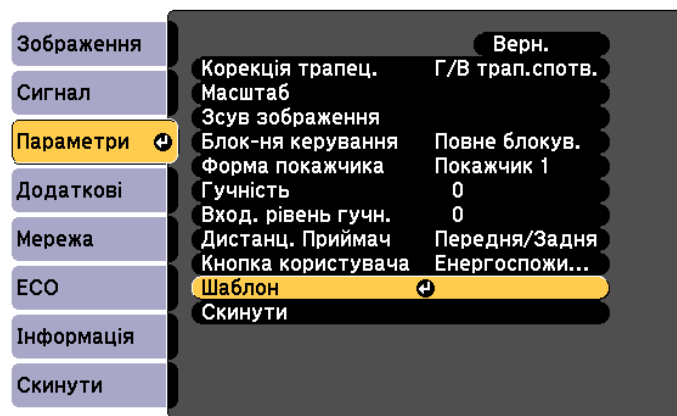 Зображення
Сигнал
Параметри
Додаткові
Мережа
ECO
Інформація
Скинути
Верн.
Корекція трапец. Г/В трап.спотв.
Масштаб
Зсув зображення
Блок-ня керування Повне блокув.
Форма покажчика Покажчик 1
Гучність 0
Вход. рівень гучн. 0
Дистанц. Приймач Передня/Задня
Кнопка користувача Енергоспожи...
Шаблон
Скинути